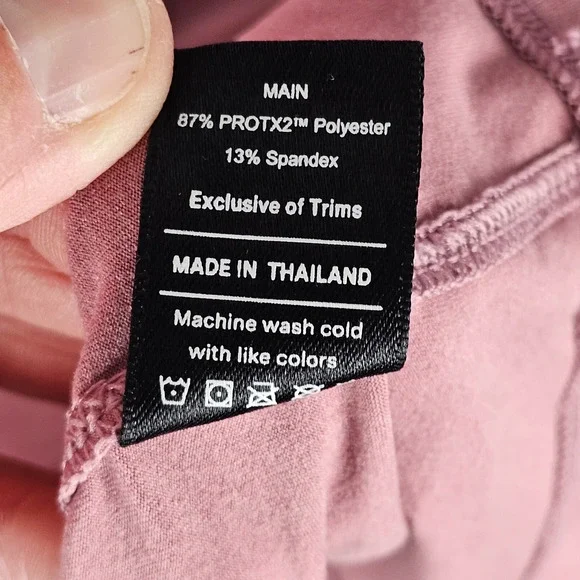 MAIN
87% PROTX2™ Polyester
13% Spandex
Exclusive of Trims
MADE IN THAILAND
Machine wash cold
with like colors